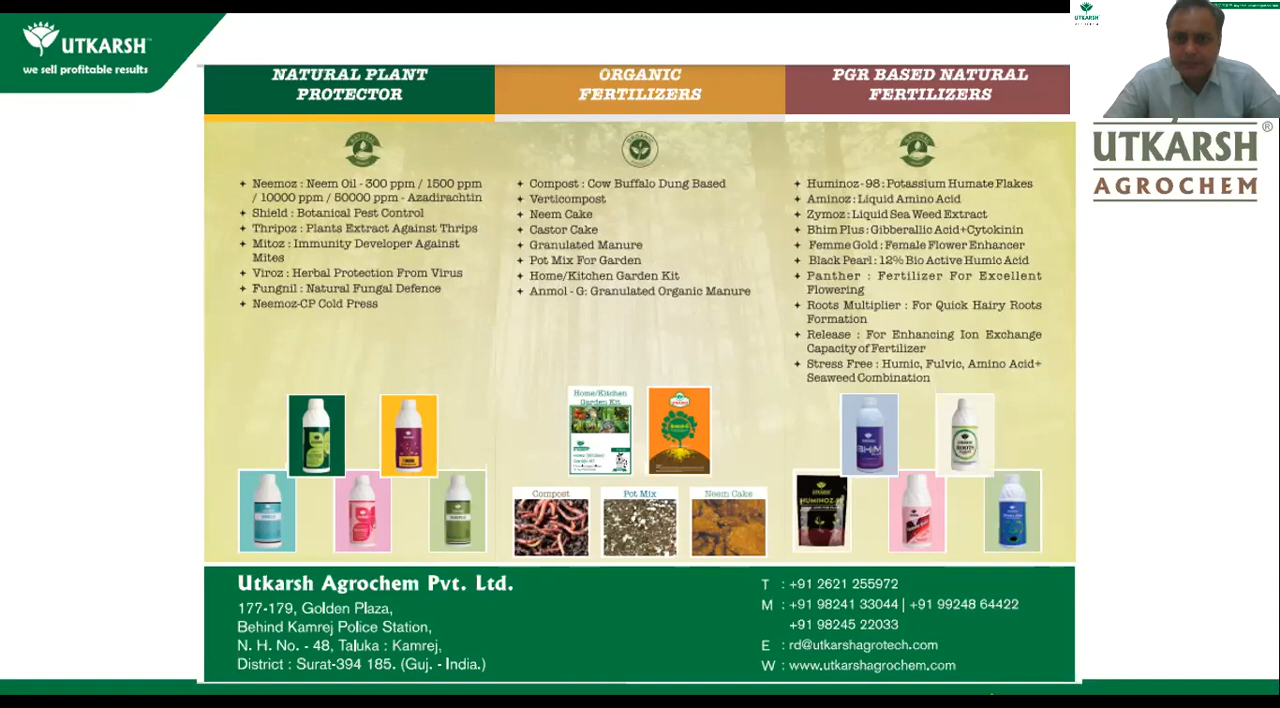 UTKARSH™
we sell profitable results
UTKARSH
NATURAL PLANT
PROTECTOR
ORGANIC
FERTILIZERS
PGR BASED NATURAL
FERTILIZERS
UTKARSH®
AGROCHEM
NATURAL
ORGANIC
Neemoz : Neem Oil - 300 ppm / 1500 ppm
/ 10000 ppm / 50000 ppm - Azadirachtin
Shield : Botanical Pest Control
Thripoz : Plants Extract Against Thrips
Mitoz : Immunity Developer Against
Mites
Viroz : Herbal Protection From Virus
Fungnil : Natural Fungal Defence
Neemoz-CP Cold Press
Compost : Cow Buffalo Dung Based
Verticompost
Neem Cake
Castor Cake
Granulated Manure
Pot Mix For Garden
Home/Kitchen Garden Kit
Anmol - G: Granulated Organic Manure
Huminoz - 98 : Potassium Humate Flakes
Aminoz : Liquid Amino Acid
Zymoz : Liquid Sea Weed Extract
Bhim Plus : Gibberallic Acid+Cytokinin
Femme Gold : Female Flower Enhancer
Black Pearl : 12% Bio Active Humic Acid
Panther : Fertilizer For Excellent
Flowering
Roots Multiplier : For Quick Hairy Roots
Formation
Release : For Enhancing Ion Exchange
Capacity of Fertilizer
Stress Free : Humic, Fulvic, Amino Acid+
Seaweed Combination
Home/Kitchen
Garden Kit
BHIM
ROOTS
Compost
Pot Mix
Neem Cake
UTKARSH
HUMINOZ
Utkarsh Agrochem Pvt. Ltd.
177-179, Golden Plaza,
Behind Kamrej Police Station,
N. H. No. - 48, Taluka : Kamrej,
District : Surat-394 185. (Guj. - India.)
T : +91 2621 255972
M : +91 98241 33044 | +91 99248 64422
+91 98245 22033
E : rd@utkarshagrotech.com
W : www.utkarshagrochem.com